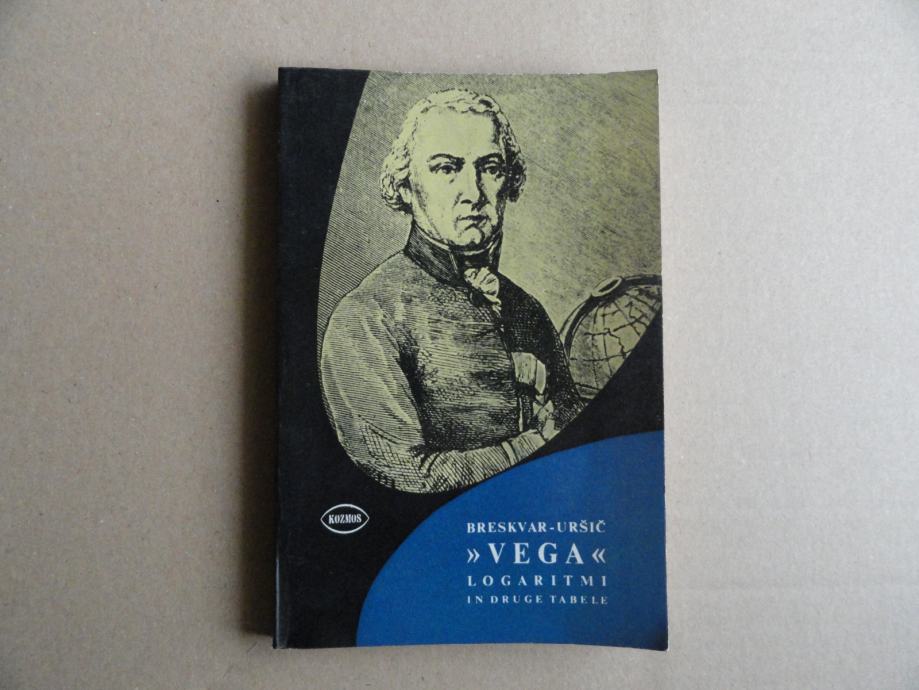 KOZMOS
BRESKVAR-URŠIČ
»VEGA«
LOGARITMI
IN DRUGE TABELE